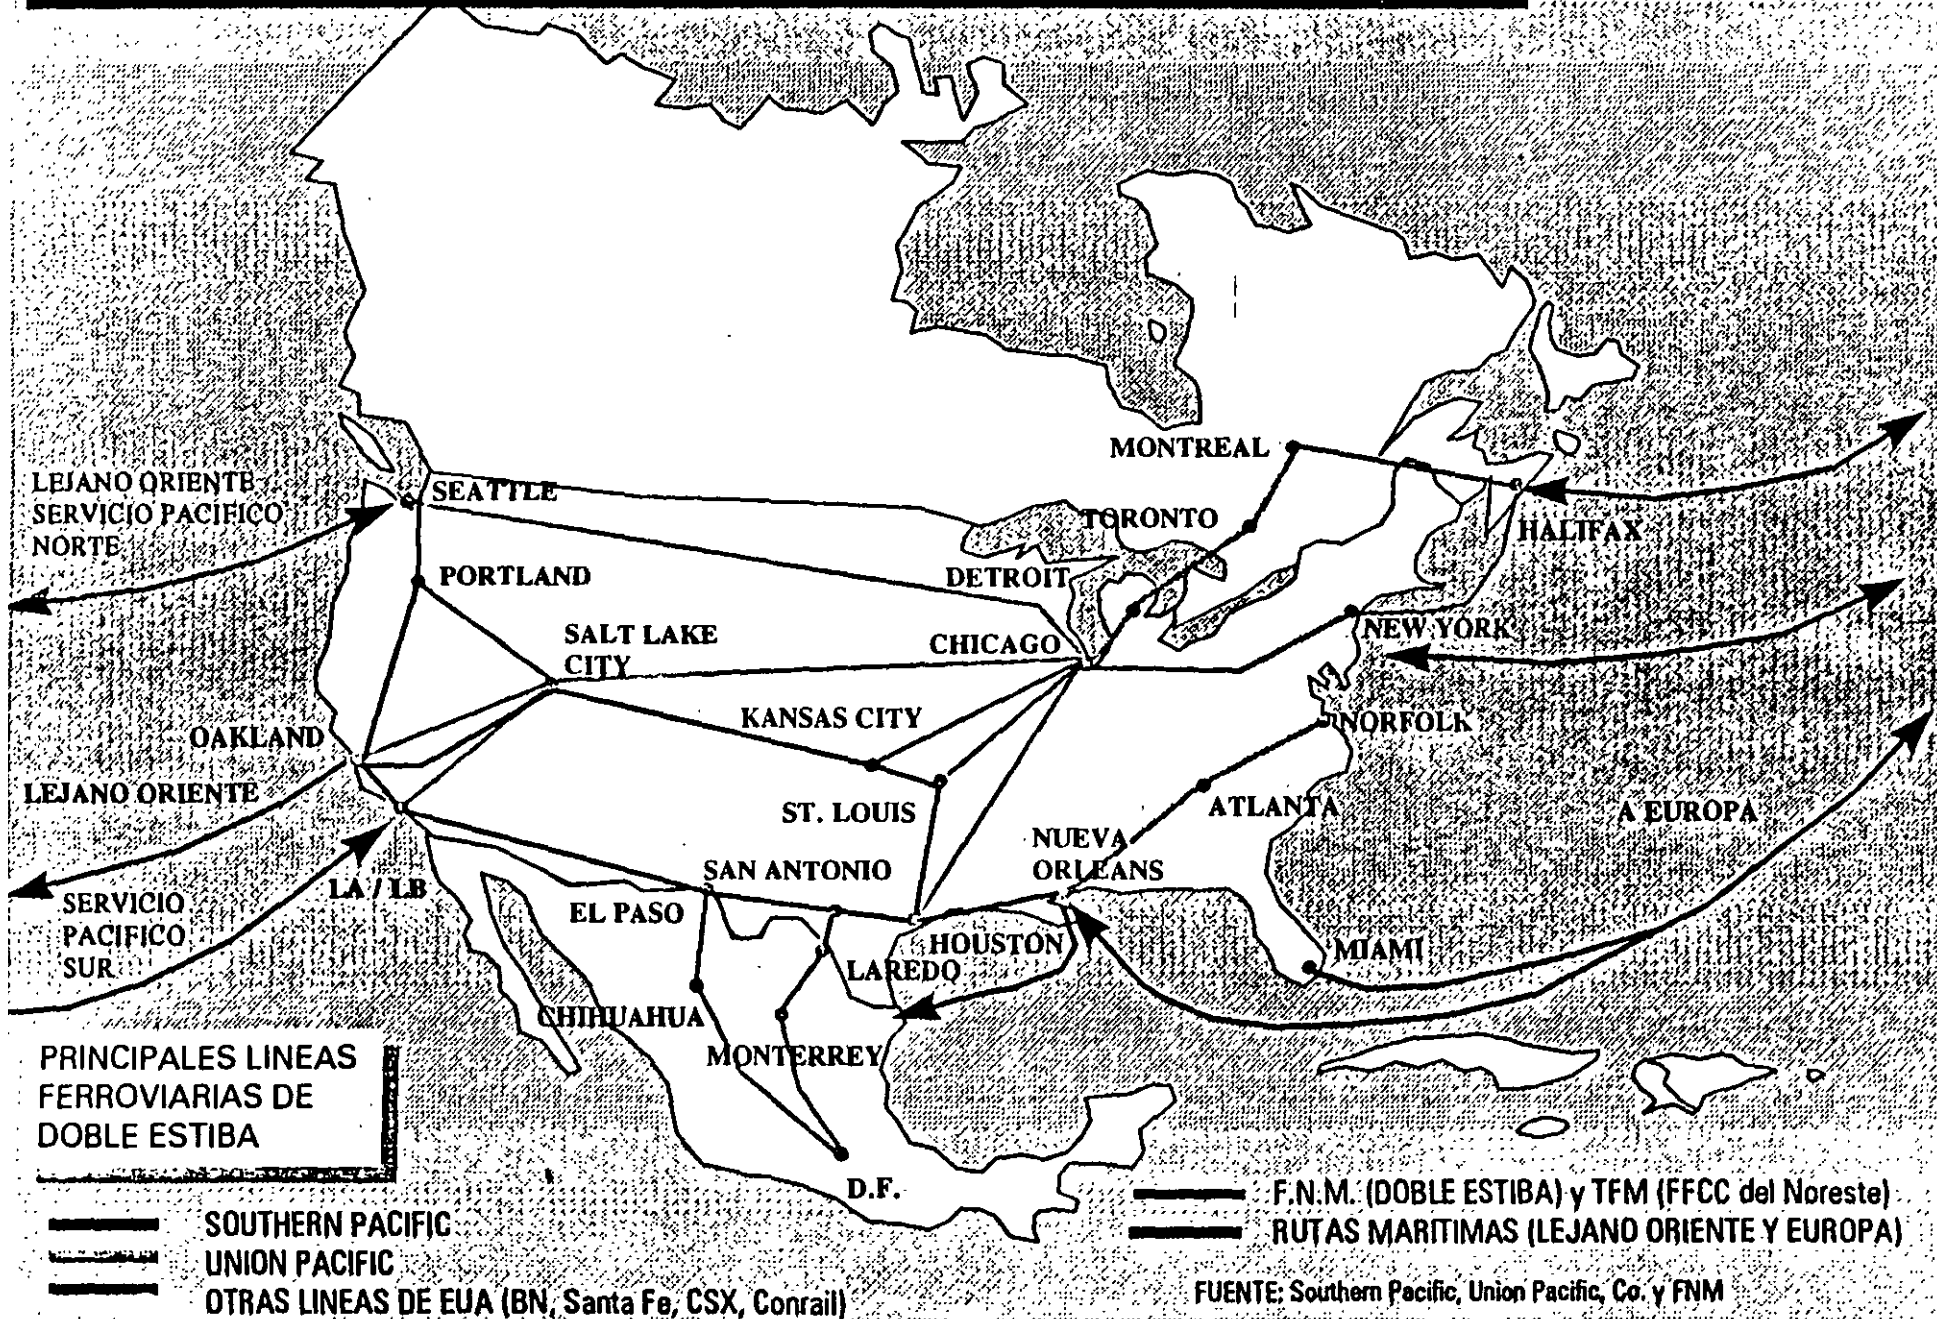 MONTREAL
LEJANO ORIENTE
SERVICIO PACIFICO
NORTE
SEATTLE
TORONTO
HALIFAX
PORTLAND
DETROIT
SALT LAKE
CITY
CHICAGO
NEW YORK
KANSAS CITY
NORFOLK
OAKLAND
LEJANO ORIENTE
ST. LOUIS
ATLANTA
A EUROPA
NUEVA
ORLEANS
SAN ANTONIO
LA / LB
SERVICIO
PACIFICO
SUR
EL PASO
HOUSTON
MIAMI
LAREDO
CHIHUAHUA
MONTERREY
D.F.
PRINCIPALES LINEAS
FERROVIARIAS DE
DOBLE ESTIBA
SOUTHERN PACIFIC
UNION PACIFIC
OTRAS LINEAS DE EUA (BN, Santa Fe, CSX, Conrail)
F.N.M. (DOBLE ESTIBA) y TFM (FFCC del Noreste)
RUTAS MARITIMAS (LEJANO ORIENTE Y EUROPA)
FUENTE: Southern Pacific, Union Pacific, Co. y FNM